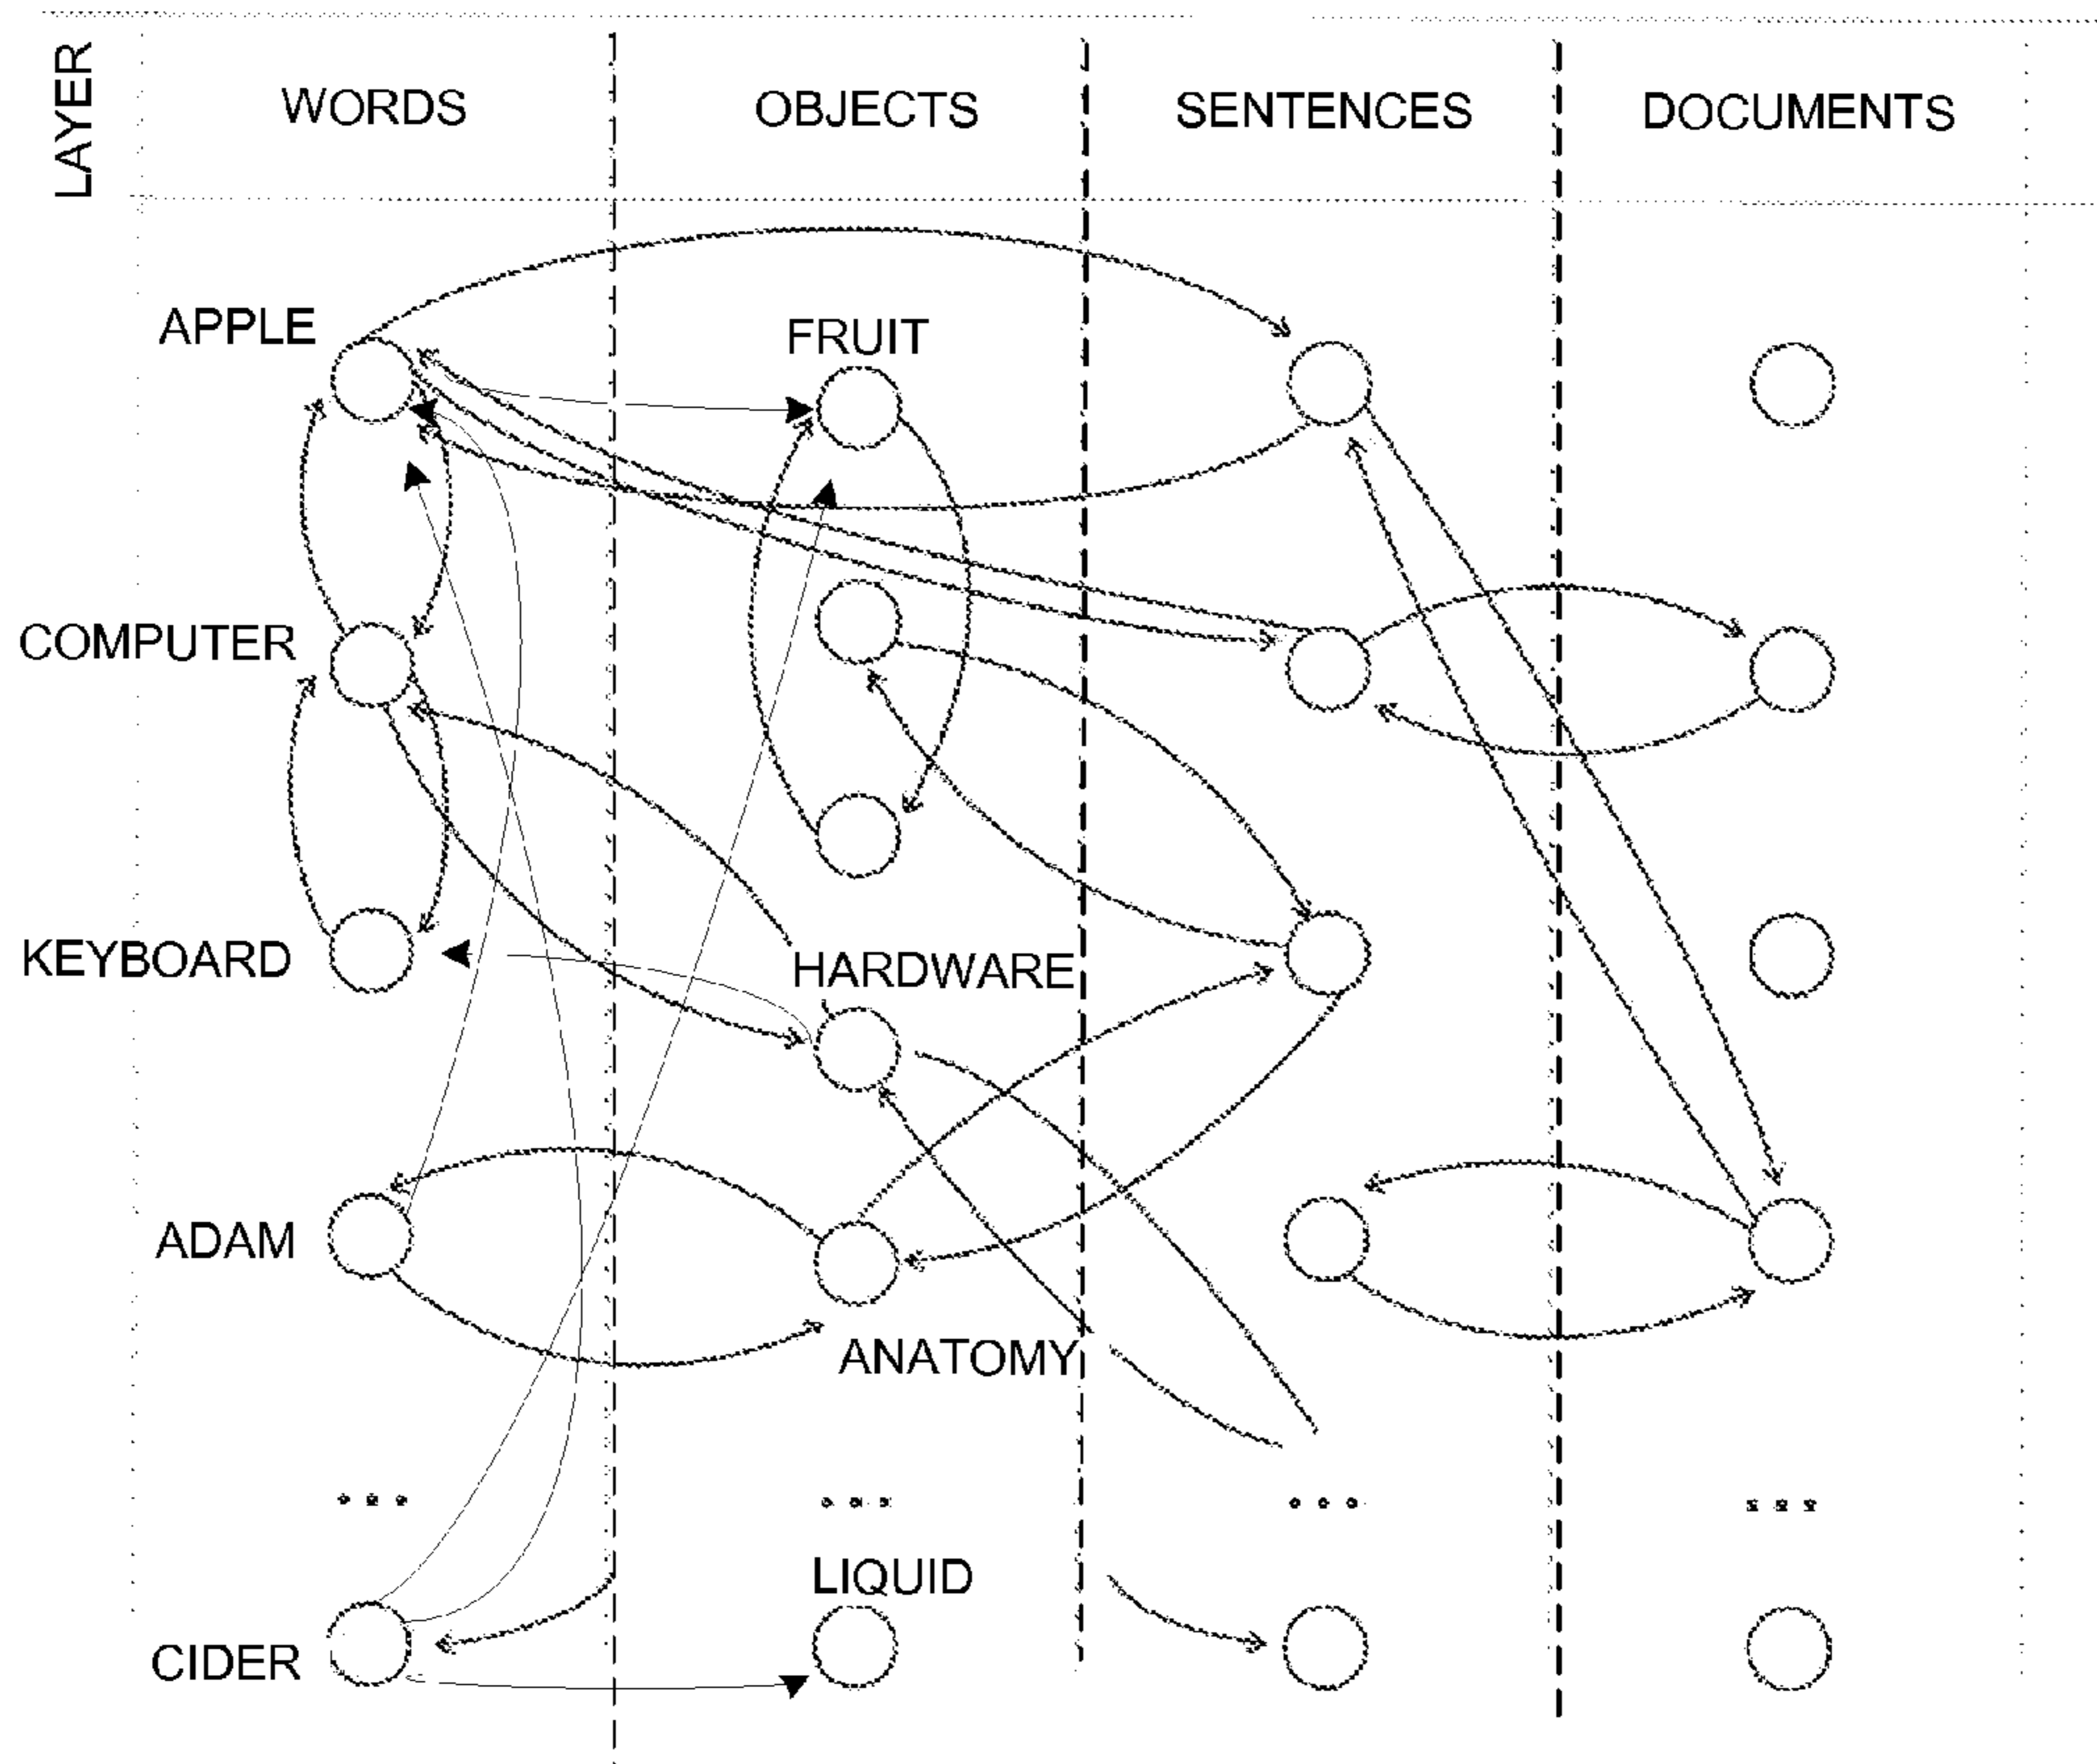 LAYER
WORDS OBJECTS SENTENCES DOCUMENTS
APPLE
FRUIT
COMPUTER
KEYBOARD
HARDWARE
ADAM
ANATOMY
... ... ... ...
LIQUID
CIDER